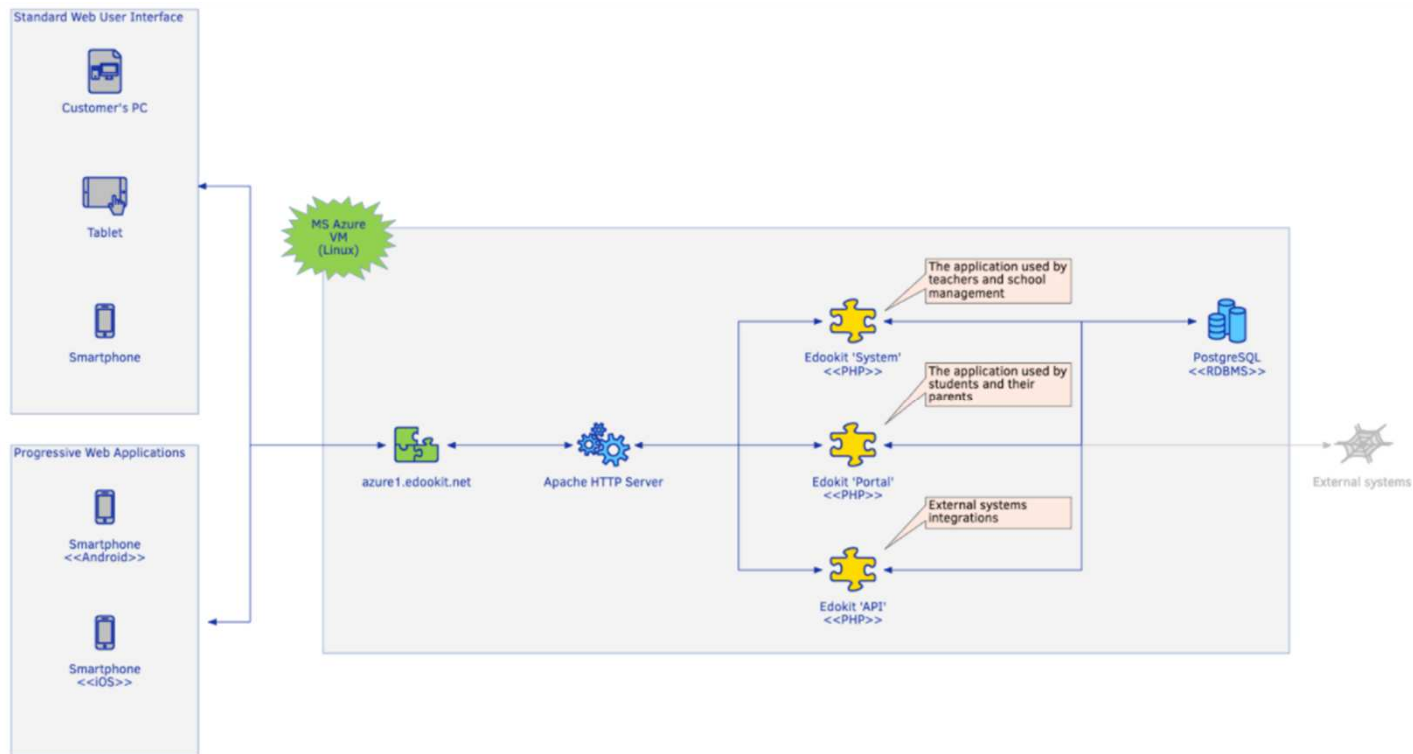 Standard Web User Interface
Customer's PC
Tablet
Smartphone
Progressive Web Applications
Smartphone
<<Android>>
Smartphone
<<iOS>>
MS Azure
VM
(Linux)
azure1.edookit.net
Apache HTTP Server
The application used by
teachers and school
management
Edookit 'System'
<<PHP>>
The application used by
students and their
parents
Edokit 'Portal'
<<PHP>>
External systems
integrations
Edokit 'API'
<<PHP>>
PostgreSQL
<<RDBMS>>
External systems